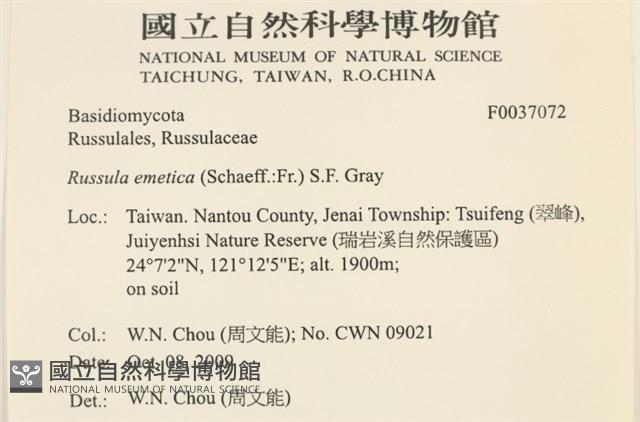 國立自然科學博物館
NATIONAL MUSEUM OF NATURAL SCIENCE
TAICHUNG, TAIWAN, R.O.CHINA
Basidiomycota F0037072
Russulales, Russulaceae
Russula emetica (Schaeff.:Fr.) S.F. Gray
Loc.: Taiwan. Nantou County, Jenai Township: Tsuifeng (翠峰),
Juiyenhsi Nature Reserve (瑞岩溪自然保護區)
24°7'2"N, 121°12'5"E; alt. 1900m;
on soil
Col.: W.N. Chou (周文能); No. CWN 09021
Date: Oct. 08, 2009
國立自然科學博物館
NATIONAL MUSEUM OF NATURAL SCIENCE
Det.: W.N. Chou (周文能)